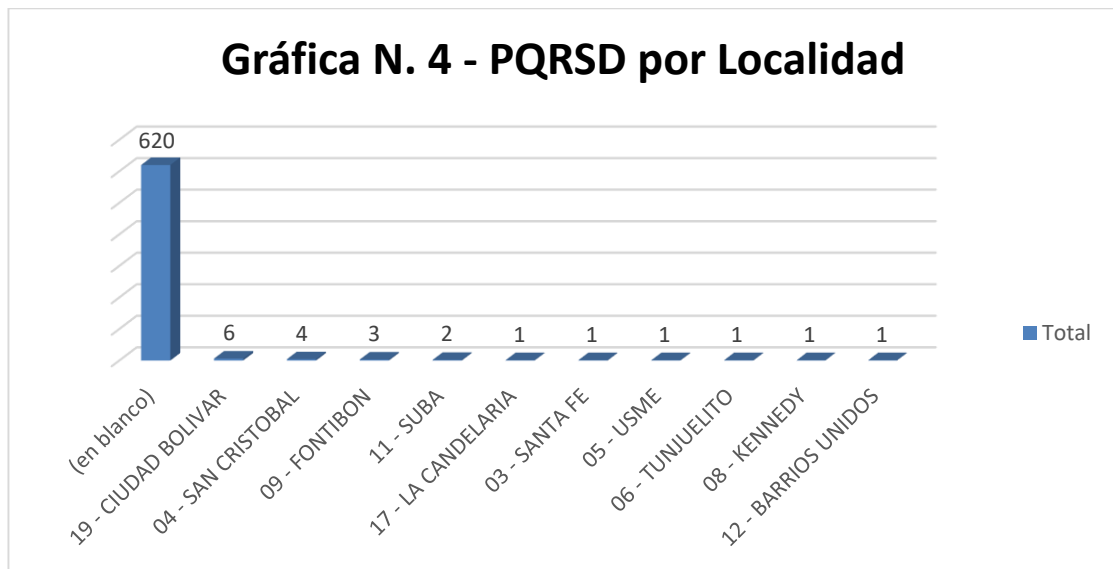 Gráfica N. 4 - PQRSD por Localidad
620
6
4
3
2
1
1
1
1
1
1
Total
(en blanco)
19 - CIUDAD BOLIVAR
04 - SAN CRISTOBAL
09 - FONTIBON
11 - SUBA
17 - LA CANDELARIA
03 - SANTA FE
05 - USME
06 - TUNJUELITO
08 - KENNEDY
12 - BARRIOS UNIDOS